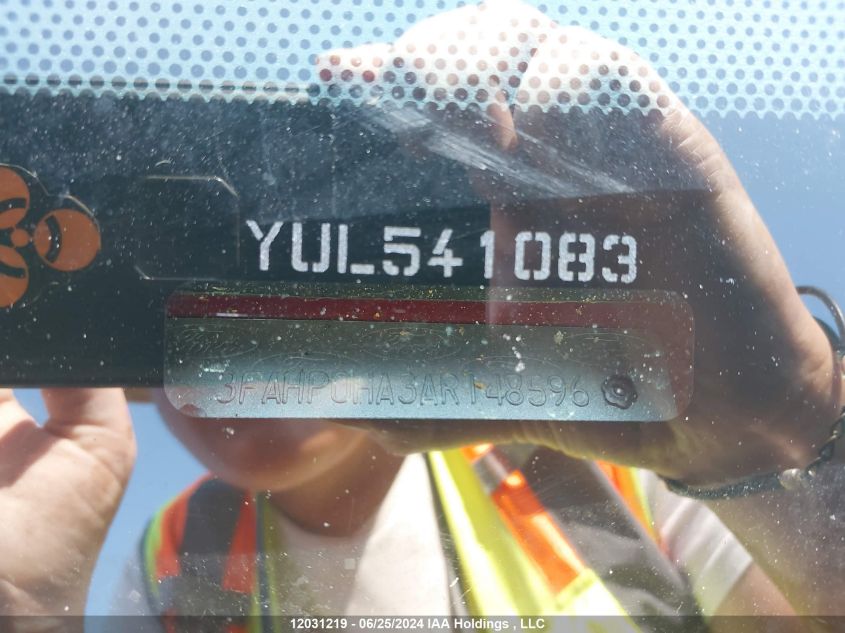 YUL541083
3FAHP0HA3AR148596
12031219 - 06/25/2024 IAA Holdings , LLC